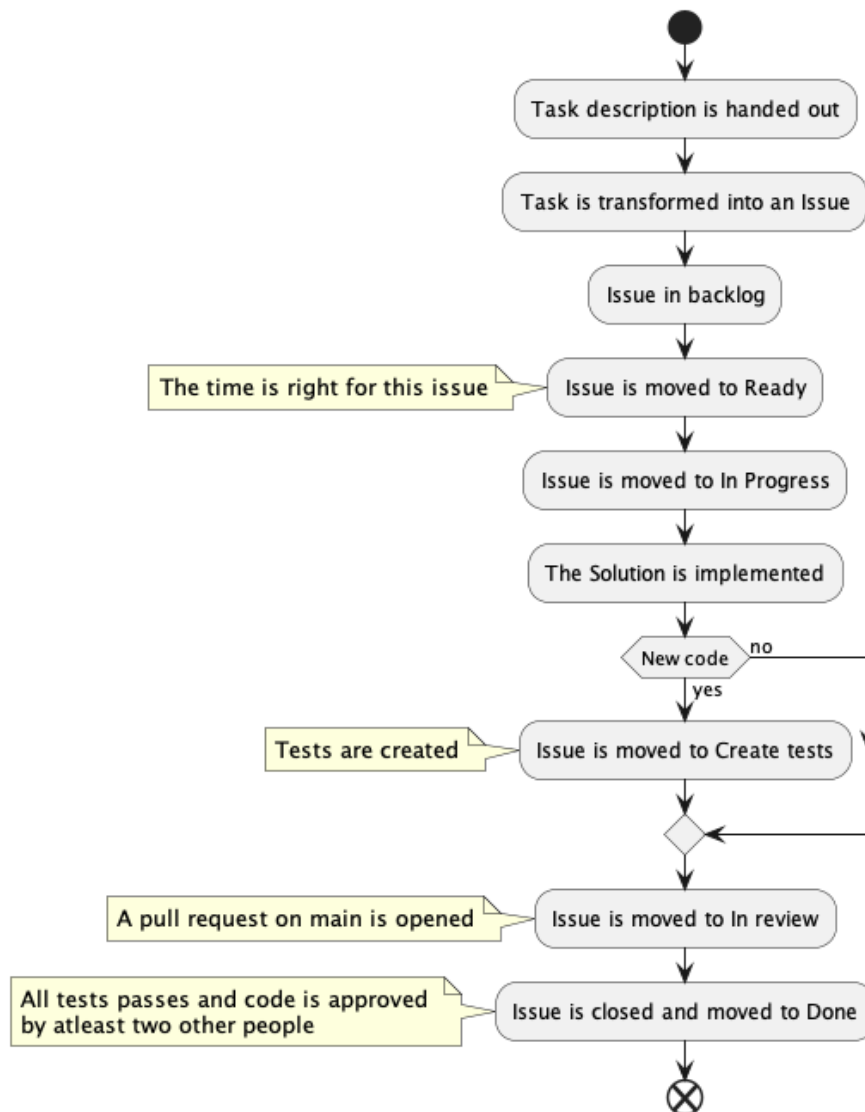 Task description is handed out
Task is transformed into an Issue
Issue in backlog
The time is right for this issue
Issue is moved to Ready
Issue is moved to In Progress
The Solution is implemented
New code
no
yes
Tests are created
Issue is moved to Create tests
A pull request on main is opened
Issue is moved to In review
All tests passes and code is approved
by atleast two other people
Issue is closed and moved to Done